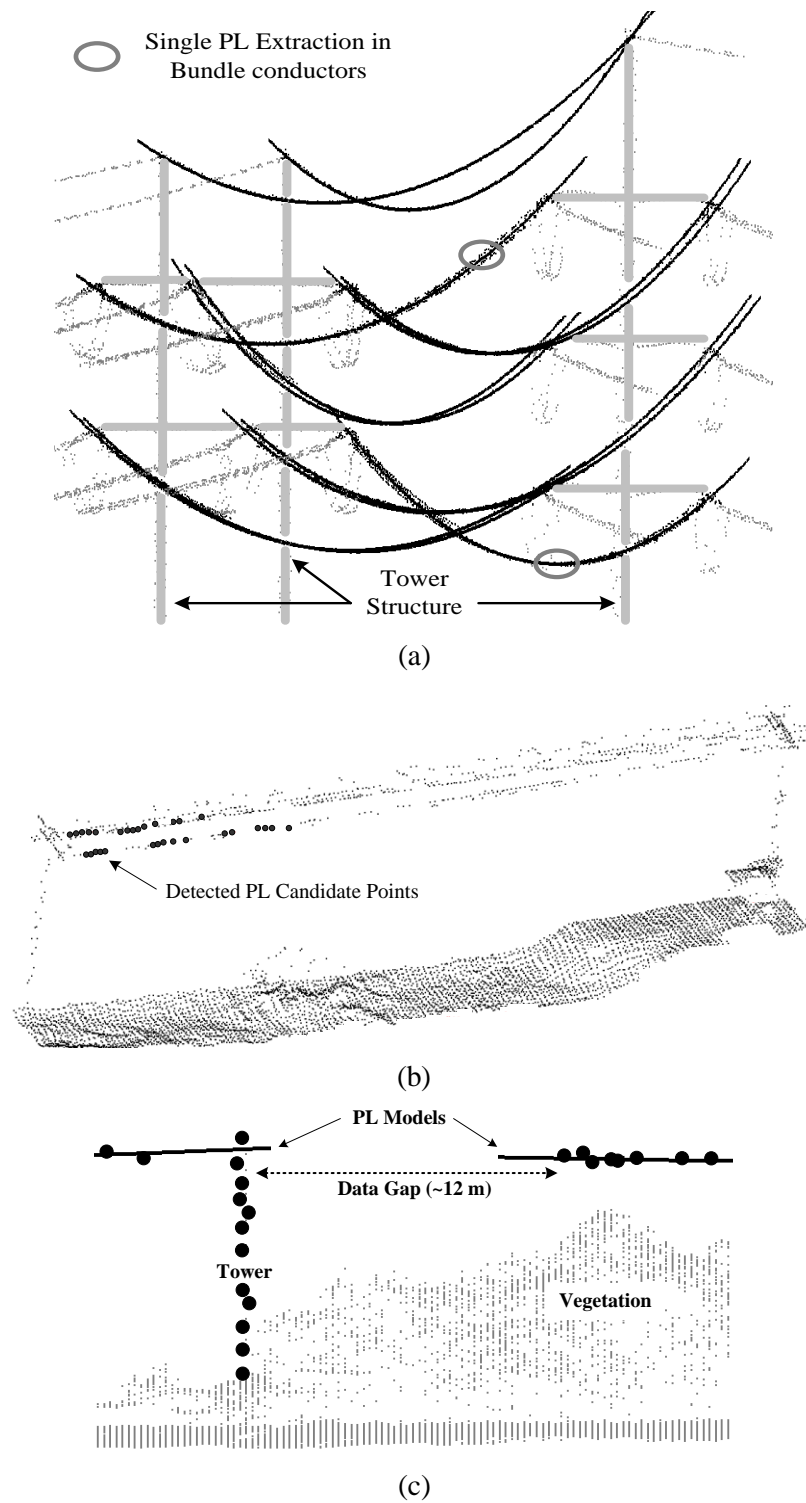 Single PL Extraction in
Bundle conductors
Tower
Structure
(a)
Detected PL Candidate Points
(b)
PL Models
Data Gap (~12 m)
Tower
Vegetation
(c)